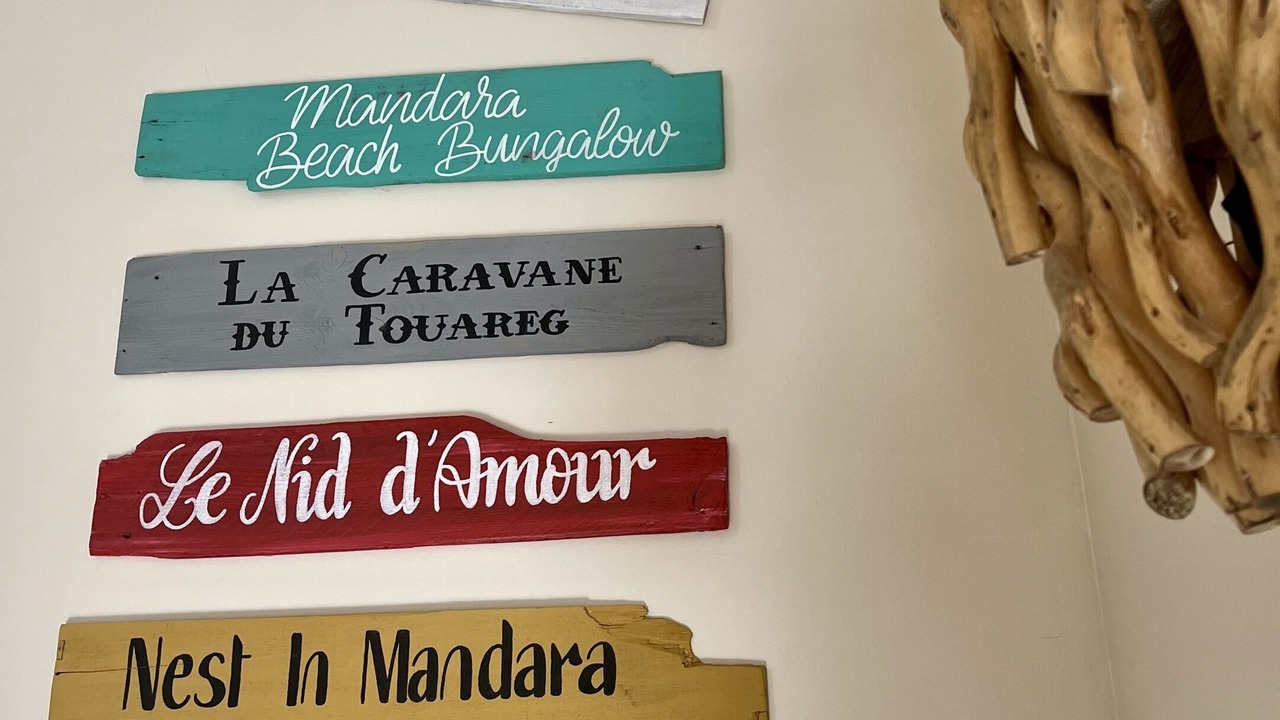 Mandara
Beach Bungalow
LA CARAVANE
DU TOUAREG
Le Nid d'Amour
Nest In Mandara